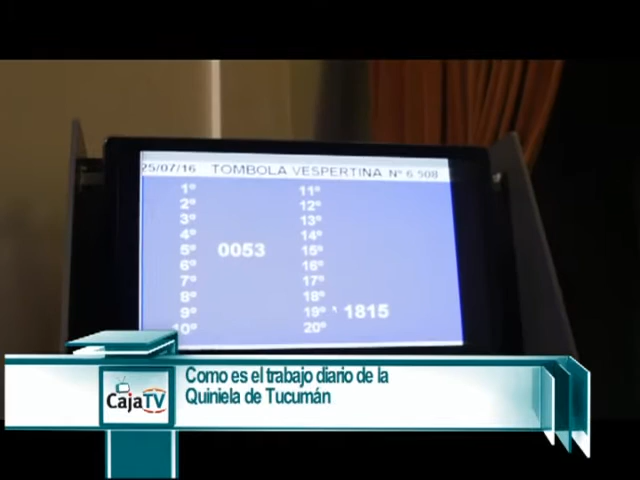 25/07/16 TOMBOLA VESPERTINA Nº 6.508
1º 11º
2º 12º
3º 13º
4º 14º
5º 0053 15º
6º 16º
7º 17º
8º 18º
9º 19º 1815
10º 20º
Como es el trabajo diario de la
Quiniela de Tucumán
CajaTV